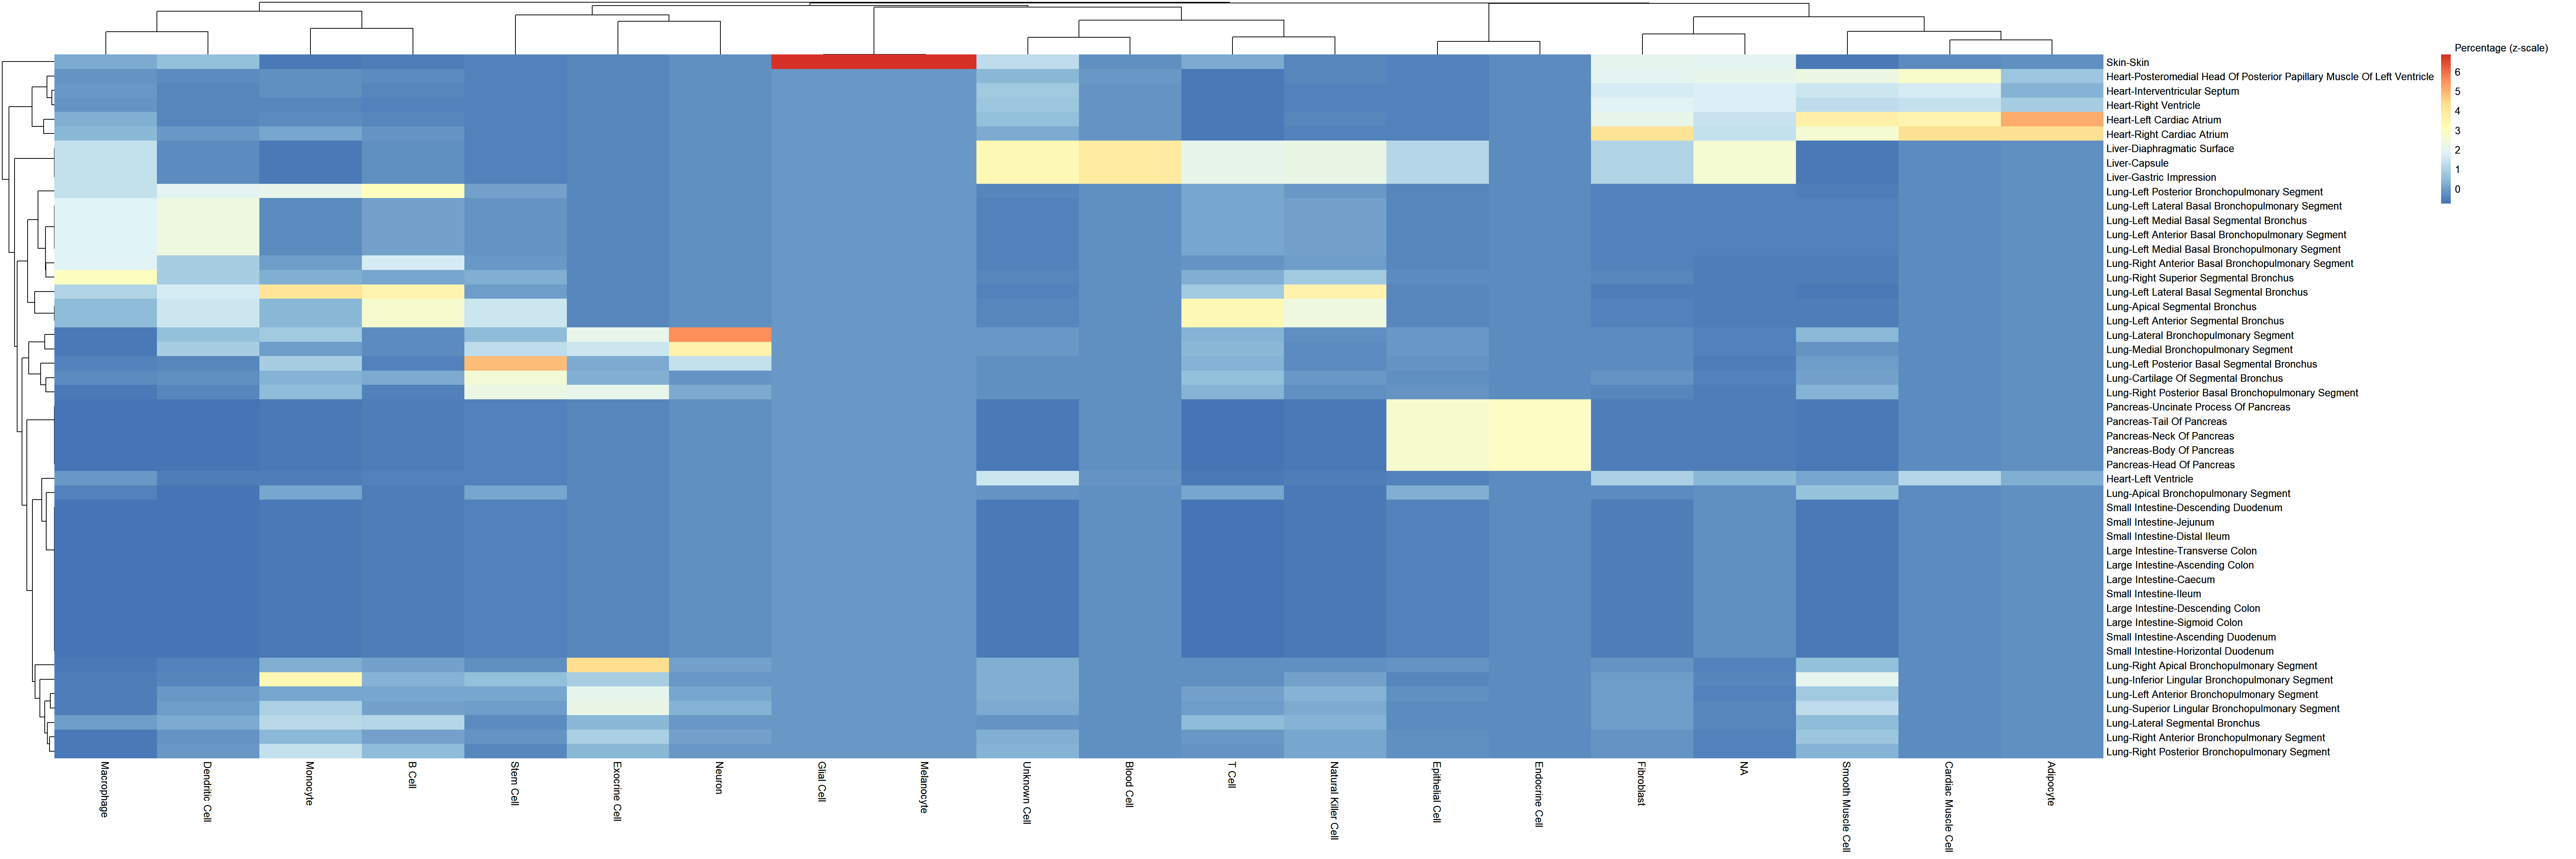 Percentage (z-scale)
6
5
4
3
2
1
0
Skin-Skin
Heart-Posteromedial Head Of Posterior Papillary Muscle Of Left Ventricle
Heart-Interventricular Septum
Heart-Right Ventricle
Heart-Left Cardiac Atrium
Heart-Right Cardiac Atrium
Liver-Diaphragmatic Surface
Liver-Capsule
Liver-Gastric Impression
Lung-Left Posterior Bronchopulmonary Segment
Lung-Left Lateral Basal Bronchopulmonary Segment
Lung-Left Medial Basal Segmental Bronchus
Lung-Left Anterior Basal Bronchopulmonary Segment
Lung-Left Medial Basal Bronchopulmonary Segment
Lung-Right Anterior Basal Bronchopulmonary Segment
Lung-Right Superior Segmental Bronchus
Lung-Left Lateral Basal Segmental Bronchus
Lung-Apical Segmental Bronchus
Lung-Left Anterior Segmental Bronchus
Lung-Lateral Bronchopulmonary Segment
Lung-Medial Bronchopulmonary Segment
Lung-Left Posterior Basal Segmental Bronchus
Lung-Cartilage Of Segmental Bronchus
Lung-Right Posterior Basal Bronchopulmonary Segment
Pancreas-Uncinate Process Of Pancreas
Pancreas-Tail Of Pancreas
Pancreas-Neck Of Pancreas
Pancreas-Body Of Pancreas
Pancreas-Head Of Pancreas
Heart-Left Ventricle
Lung-Apical Bronchopulmonary Segment
Small Intestine-Descending Duodenum
Small Intestine-Jejunum
Small Intestine-Distal Ileum
Large Intestine-Transverse Colon
Large Intestine-Ascending Colon
Large Intestine-Caecum
Small Intestine-Ileum
Large Intestine-Descending Colon
Large Intestine-Sigmoid Colon
Small Intestine-Ascending Duodenum
Small Intestine-Horizontal Duodenum
Lung-Right Apical Bronchopulmonary Segment
Lung-Inferior Lingular Bronchopulmonary Segment
Lung-Left Anterior Bronchopulmonary Segment
Lung-Superior Lingular Bronchopulmonary Segment
Lung-Lateral Segmental Bronchus
Lung-Right Anterior Bronchopulmonary Segment
Lung-Right Posterior Bronchopulmonary Segment
Macrophage
Dendritic Cell
Monocyte
B Cell
Stem Cell
Exocrine Cell
Neuron
Glial Cell
Melanocyte
Unknown Cell
Blood Cell
T Cell
Natural Killer Cell
Epithelial Cell
Endocrine Cell
Fibroblast
NA
Smooth Muscle Cell
Cardiac Muscle Cell
Adipocyte